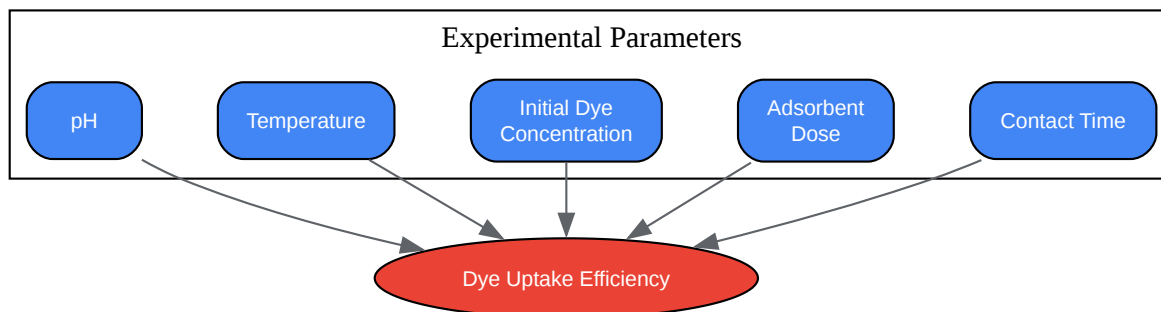 Experimental Parameters
pH
Temperature
Initial Dye
Concentration
Adsorbent
Dose
Contact Time
Dye Uptake Efficiency